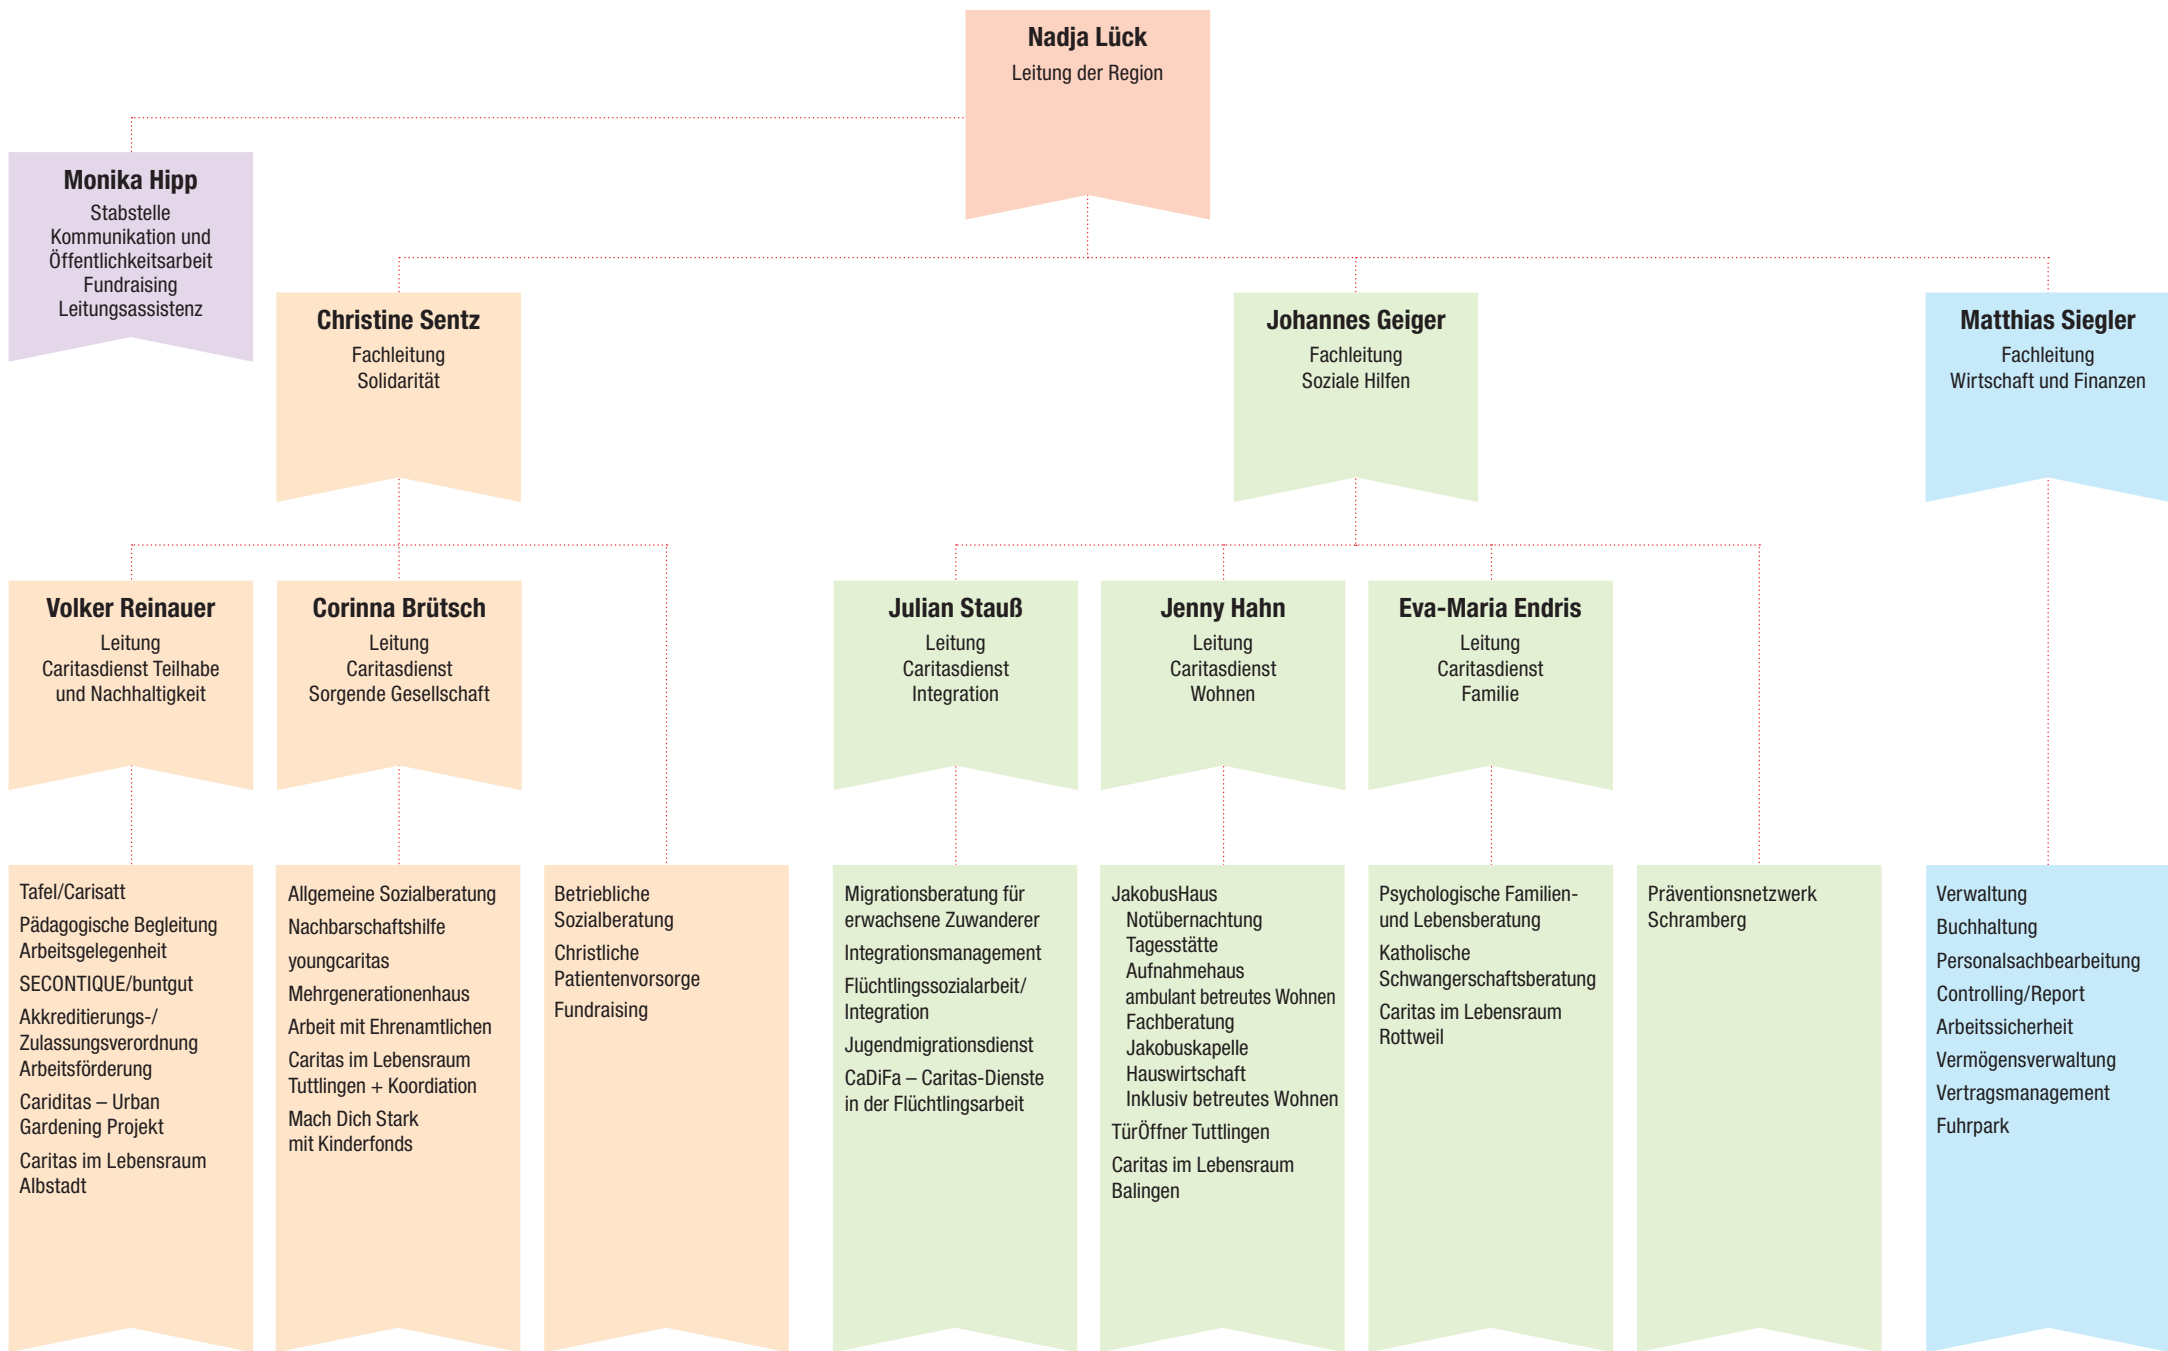 Nadja Lück
Leitung der Region
Monika Hipp
Stabstelle
Kommunikation und
Öffentlichkeitsarbeit
Fundraising
Leitungsassistenz
Christine Sentz
Fachleitung
Solidarität
Johannes Geiger
Fachleitung
Soziale Hilfen
Matthias Siegler
Fachleitung
Wirtschaft und Finanzen
Volker Reinauer
Leitung
Caritasdienst Teilhabe
und Nachhaltigkeit
Corinna Brütsch
Leitung
Caritasdienst
Sorgende Gesellschaft
Julian Stauß
Leitung
Caritasdienst
Integration
Jenny Hahn
Leitung
Caritasdienst
Wohnen
Eva-Maria Endris
Leitung
Caritasdienst
Familie
Tafel/Carisatt
Pädagogische Begleitung
Arbeitsgelegenheit
SECONTIQUE/buntgut
Akkreditierungs-/
Zulassungsverordnung
Arbeitsförderung
Cariditas – Urban
Gardening Projekt
Caritas im Lebensraum
Albstadt
Allgemeine Sozialberatung
Nachbarschaftshilfe
youngcaritas
Mehrgenerationenhaus
Arbeit mit Ehrenamtlichen
Caritas im Lebensraum
Tuttlingen + Koordiation
Mach Dich Stark
mit Kinderfonds
Betriebliche
Sozialberatung
Christliche
Patientenvorsorge
Fundraising
Migrationsberatung für
erwachsene Zuwanderer
Integrationsmanagement
Flüchtlingssozialarbeit/
Integration
Jugendmigrationsdienst
CaDiFa – Caritas-Dienste
in der Flüchtlingsarbeit
JakobusHaus
Notübernachtung
Tagesstätte
Aufnahmehaus
ambulant betreutes Wohnen
Fachberatung
Jakobuskapelle
Hauswirtschaft
Inklusiv betreutes Wohnen
TürÖffner Tuttlingen
Caritas im Lebensraum
Balingen
Psychologische Familien-
und Lebensberatung
Katholische
Schwangerschaftsberatung
Caritas im Lebensraum
Rottweil
Präventionsnetzwerk
Schramberg
Verwaltung
Buchhaltung
Personalsachbearbeitung
Controlling/Report
Arbeitssicherheit
Vermögensverwaltung
Vertragsmanagement
Fuhrpark